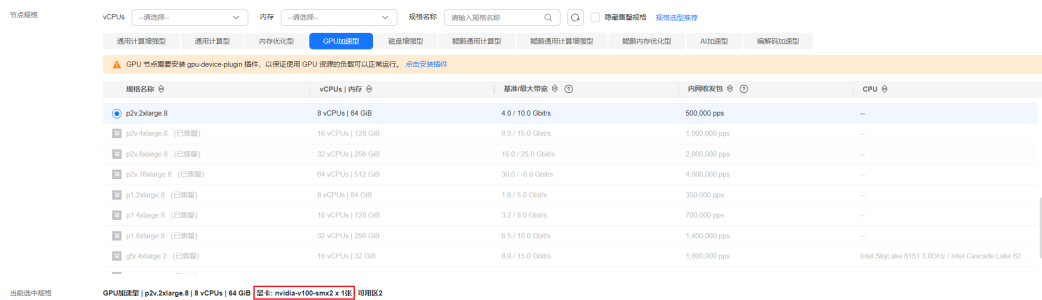 节点规格 vCPUs --请选择-- 内存 --请选择-- 规格名称 请输入规格名称 隐藏售罄规格 规格选型推荐
通用计算增强型 通用计算型 内存优化型 GPU加速型 磁盘增强型 鲲鹏通用计算型 鲲鹏通用计算增强型 鲲鹏内存优化型 AI加速型 编解码加速型
GPU 节点需要安装 gpu-device-plugin 插件，以保证使用 GPU 资源的负载可以正常运行。 点击安装插件
规格名称 vCPUs | 内存 基准/最大带宽 内网收发包 CPU
p2v.2xlarge.8 8 vCPUs | 64 GiB 4.0 / 10.0 Gbit/s 500,000 pps --
p2v.4xlarge.8 (已售罄) 16 vCPUs | 128 GiB 8.0 / 15.0 Gbit/s 1,000,000 pps --
p2v.8xlarge.8 (已售罄) 32 vCPUs | 256 GiB 15.0 / 25.0 Gbit/s 2,000,000 pps --
p2v.16xlarge.8 (已售罄) 64 vCPUs | 512 GiB 30.0 / -0.0 Gbit/s 4,000,000 pps --
p1.2xlarge.8 (已售罄) 8 vCPUs | 64 GiB 1.6 / 5.0 Gbit/s 350,000 pps --
p1.4xlarge.8 (已售罄) 16 vCPUs | 128 GiB 3.2 / 8.0 Gbit/s 700,000 pps --
p1.8xlarge.8 (已售罄) 32 vCPUs | 256 GiB 6.5 / 10.0 Gbit/s 1,400,000 pps --
g5r.4xlarge.2 (已售罄) 16 vCPUs | 32 GiB 8.0 / 15.0 Gbit/s 1,000,000 pps Intel SkyLake 6151 3.0GHz / Intel Cascade Lake 62...
当前选中规格 GPU加速型 | p2v.2xlarge.8 | 8 vCPUs | 64 GiB 显卡: nvidia-v100-smx2 x 1张 可用区2